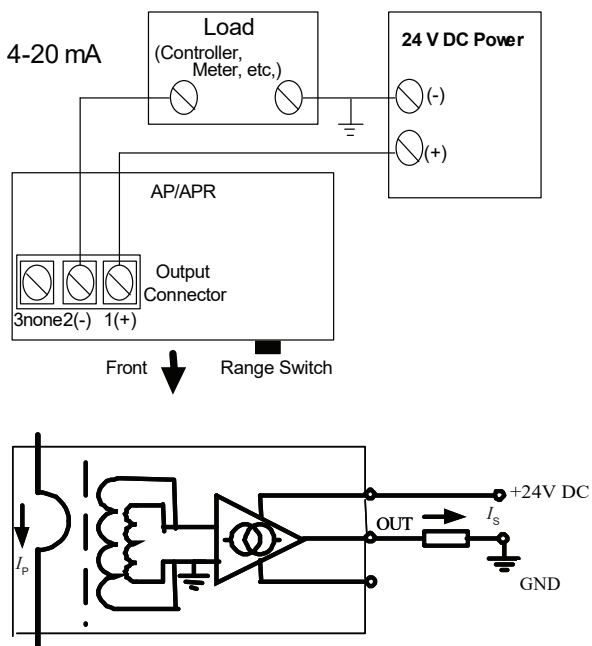 4-20 mA
Load
(Controller,
Meter, etc,)
24 V DC Power
(-)
(+)
AP/APR
Output
Connector
3none2(-) 1(+)
Front
Range Switch
+24V DC
OUT
IS
IP
GND